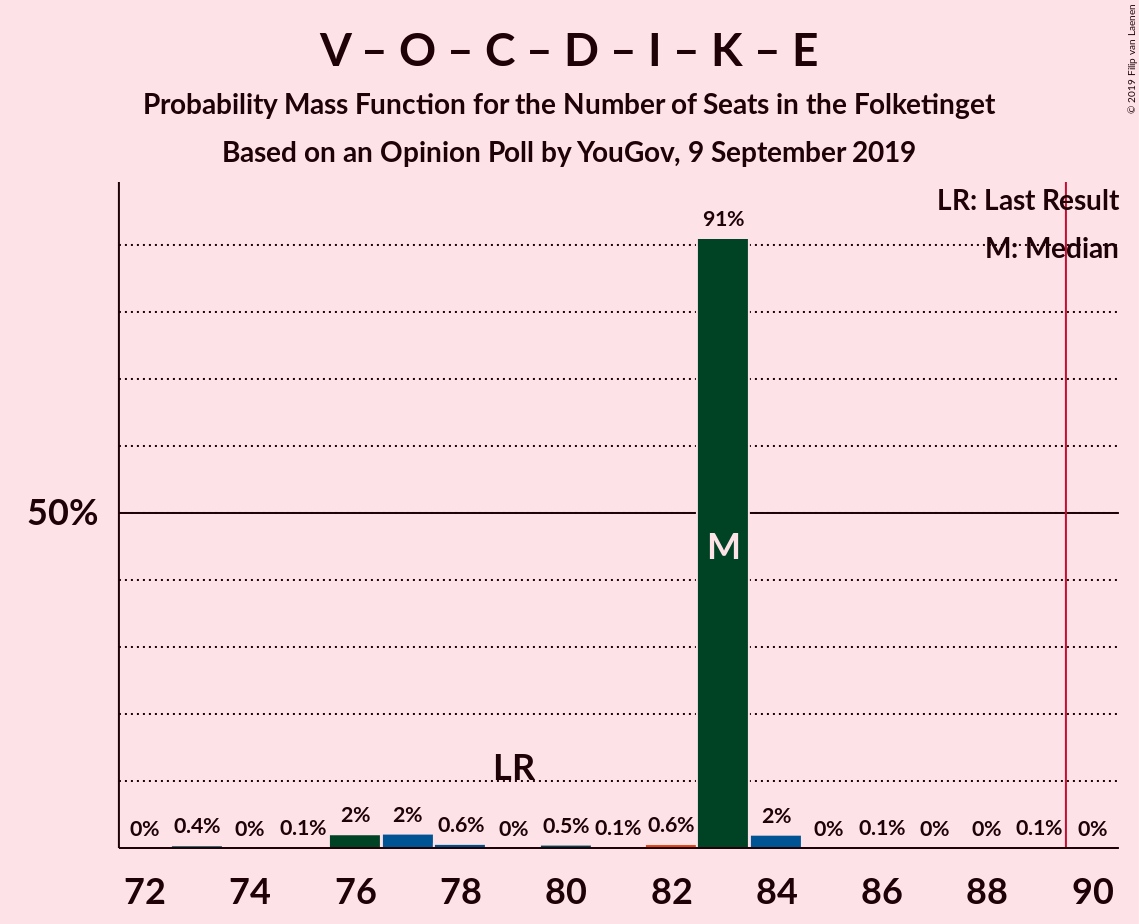 V – O – C – D – I – K – E
Probability Mass Function for the Number of Seats in the Folketinget
Based on an Opinion Poll by YouGov, 9 September 2019
© 2019 Filip van Laenen
LR: Last Result
M: Median
91%
50%
M
LR
0% 0.4% 0% 0.1% 2% 2% 0.6% 0% 0.5% 0.1% 0.6% 2% 0% 0.1% 0% 0% 0.1% 0%
72 74 76 78 80 82 84 86 88 90